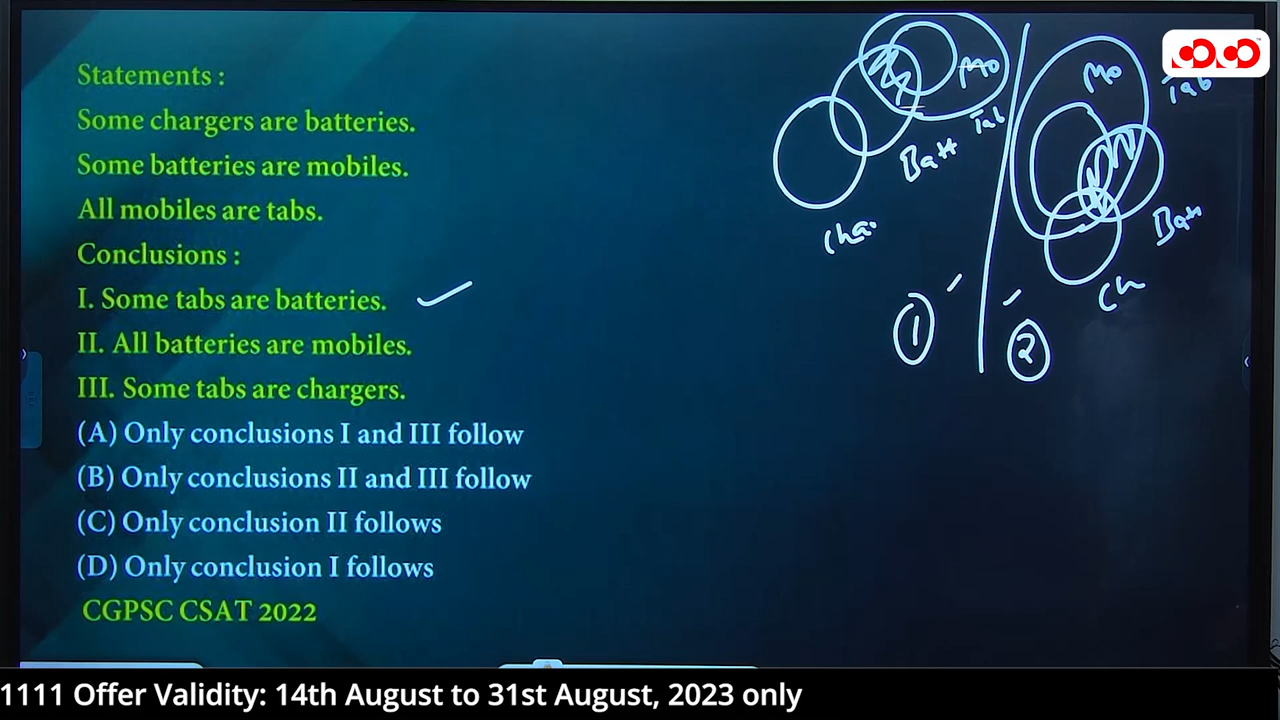 Statements :
Some chargers are batteries.
Some batteries are mobiles.
All mobiles are tabs.
Conclusions :
I. Some tabs are batteries.
II. All batteries are mobiles.
III. Some tabs are chargers.
(A) Only conclusions I and III follow
(B) Only conclusions II and III follow
(C) Only conclusion II follows
(D) Only conclusion I follows
CGPSC CSAT 2022
Mo
Tab
Batt
Cha.
1
Mo
Tab
Batt
Ch
2
1111 Offer Validity: 14th August to 31st August, 2023 only